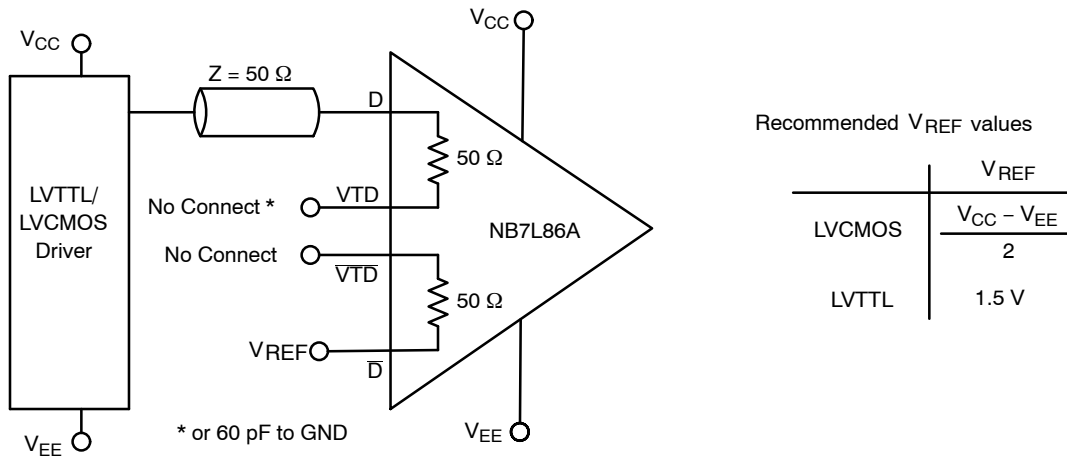 VCC
VCC
Z = 50 Ω
D
Recommended VREF values
50 Ω
VREF
LVTTL/
LVCMOS
Driver
No Connect *
VTD
NB7L86A
LVCMOS
VCC − VEE
2
No Connect
V̅T̅D̅
50 Ω
LVTTL
1.5 V
VREF
D̅
* or 60 pF to GND
VEE
VEE